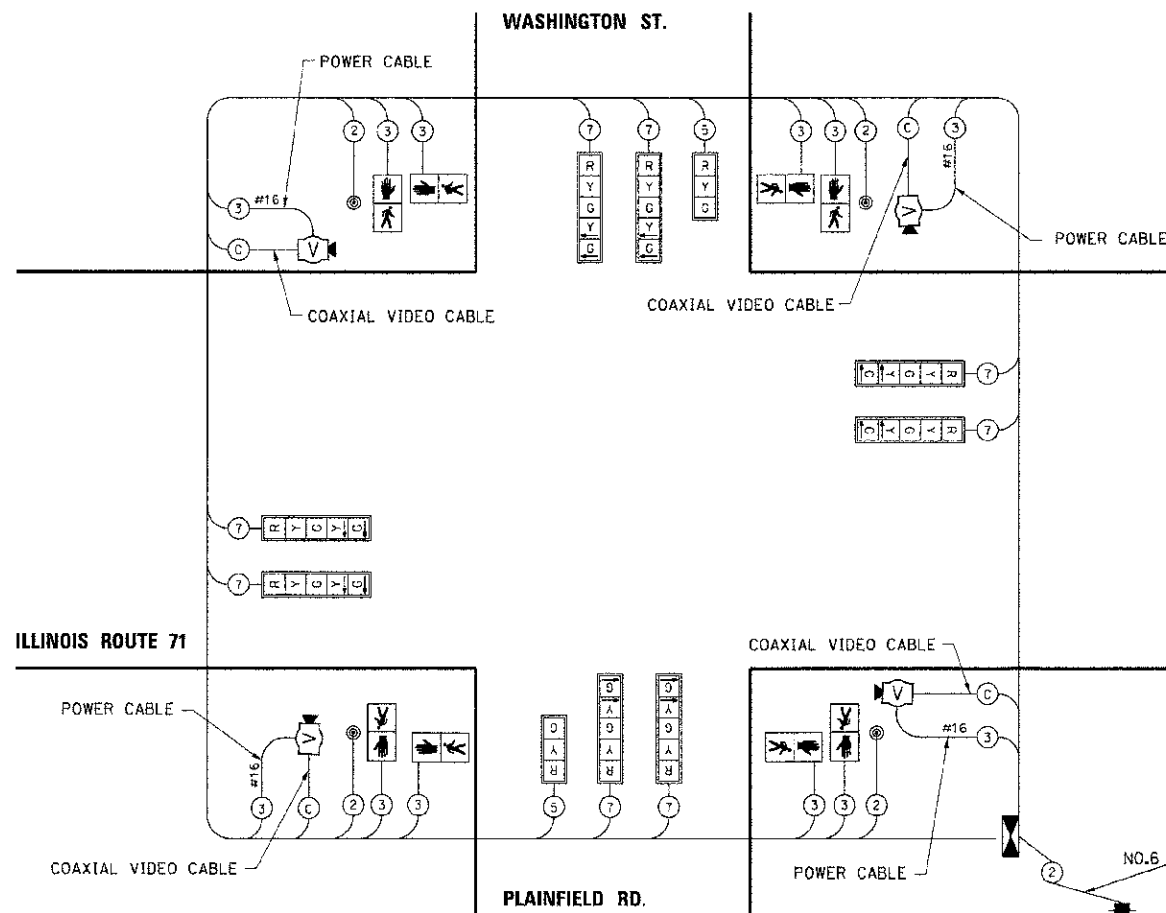 WASHINGTON ST.
POWER CABLE
2 3 3 7 7 5 3 3 2 C 3
#16
R R R
Y Y Y
G G G
Y Y
G G
3 #16
C V
V
POWER CABLE
COAXIAL VIDEO CABLE
COAXIAL VIDEO CABLE
G Y G Y R 7
G Y G Y R 7
7 R Y G Y G
7 R Y G Y G
ILLINOIS ROUTE 71
COAXIAL VIDEO CABLE
POWER CABLE
V
V C
#16 3
G G
Y Y
G G G
Y Y Y
R R R
#16
3 C 2 3 3 5 7 7 3 3 2
COAXIAL VIDEO CABLE
POWER CABLE
2
NO.6
PLAINFIELD RD.